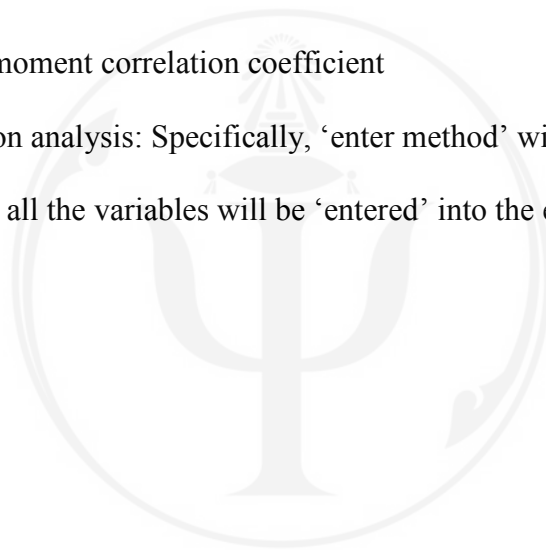 moment correlation coefficient
on analysis: Specifically, ‘enter method’ wi
all the variables will be ‘entered’ into the